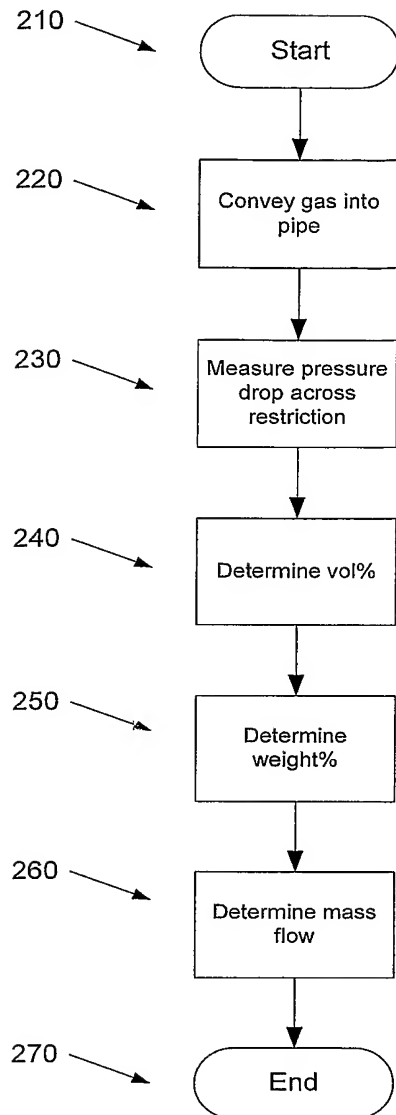 210
Start
220
Convey gas into
pipe
230
Measure pressure
drop across
restriction
240
Determine vol%
250
Determine
weight%
260
Determine mass
flow
270
End